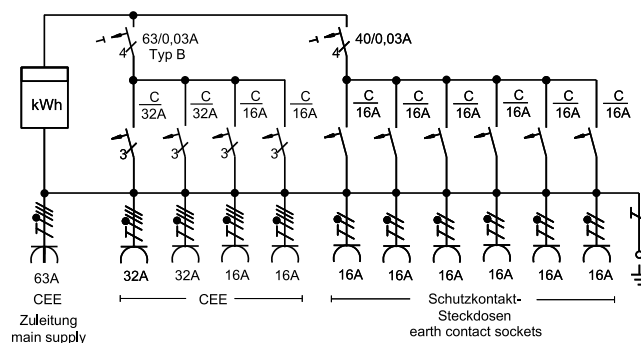 63/0,03A
Typ B
4
40/0,03A
4
kWh
C C C C C C C C C C
32A 32A 16A 16A 16A 16A 16A 16A 16A 16A
3 3 3 3
63A 32A 32A 16A 16A 16A 16A 16A 16A 16A 16A
CEE
CEE
Schutzkontakt-
Steckdosen
earth contact sockets
Zuleitung
main supply